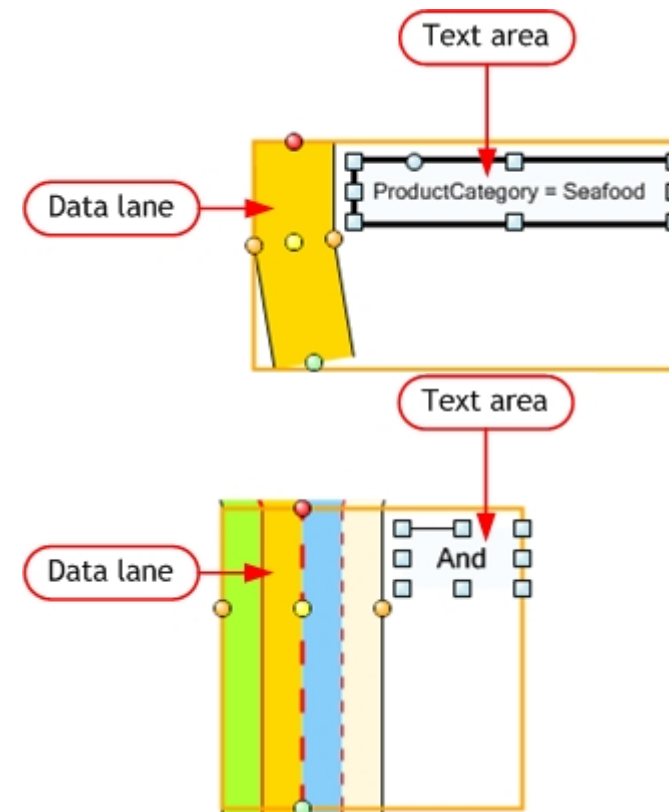 Text area
Data lane
ProductCategory = Seafood
Text area
And
Data lane